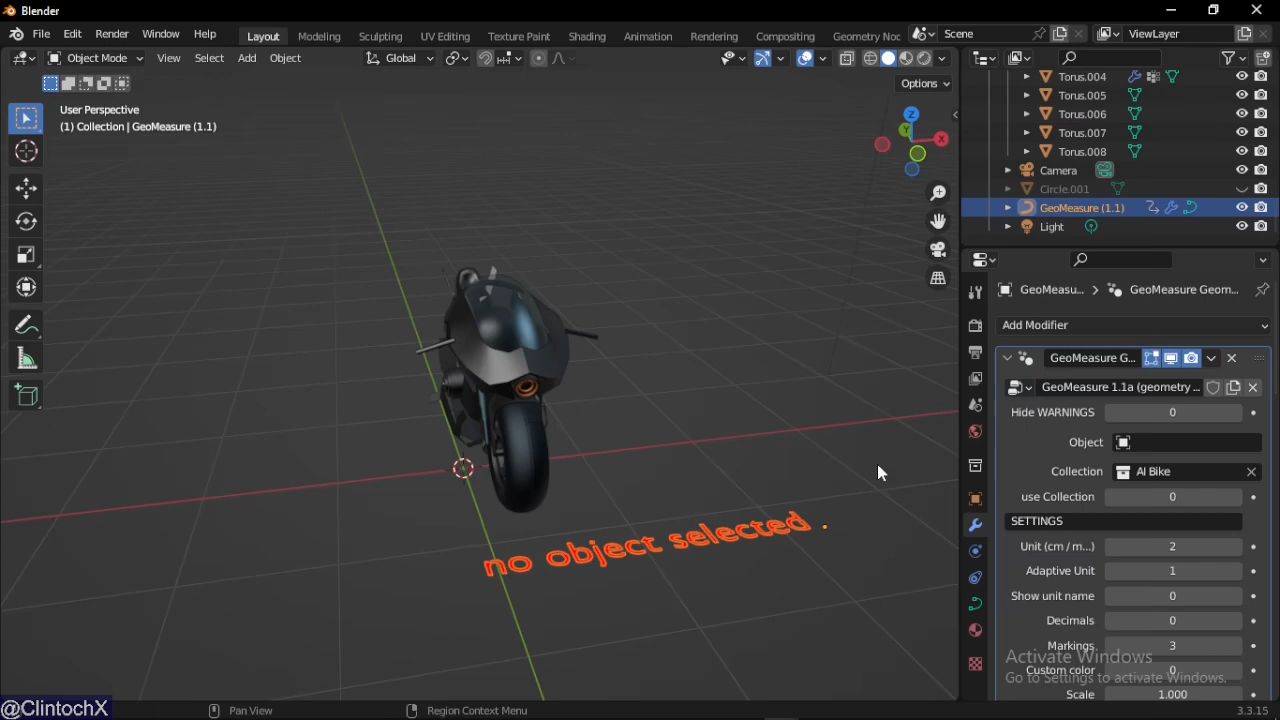 Blender
File Edit Render Window Help
Layout Modeling Sculpting UV Editing Texture Paint Shading Animation Rendering Compositing Geometry Noc
Scene
ViewLayer
Object Mode View Select Add Object
Global
Options
User Perspective
(1) Collection | GeoMeasure (1.1)
Z
Y
X
no object selected .
Torus.004
Torus.005
Torus.006
Torus.007
Torus.008
Camera
Circle.001
GeoMeasure (1.1)
Light
GeoMeasu... > GeoMeasure Geom...
Add Modifier
GeoMeasure G...
GeoMeasure 1.1a (geometry ...
Hide WARNINGS 0
Object
Collection AI Bike
use Collection 0
SETTINGS
Unit (cm / m...) 2
Adaptive Unit 1
Show unit name 0
Decimals 0
Markings 3
Custom color 0
Scale 1.000
Activate Windows
Go to Settings to activate Windows.
@ClintochX
Pan View
Region Context Menu
3.3.15